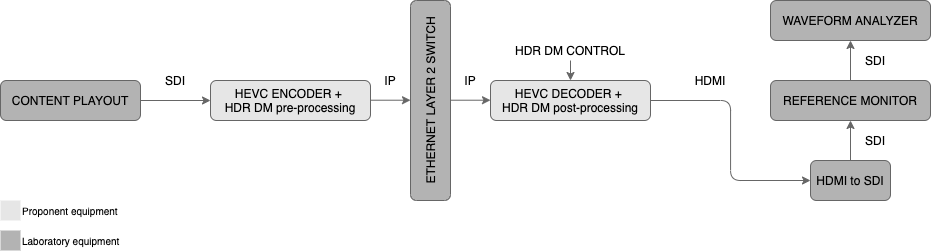 WAVEFORM ANALYZER
SDI
REFERENCE MONITOR
SDI
HDMI to SDI
CONTENT PLAYOUT
SDI
HEVC ENCODER +
HDR DM pre-processing
IP
ETHERNET LAYER 2 SWITCH
IP
HDR DM CONTROL
HEVC DECODER +
HDR DM post-processing
HDMI
Proponent equipment
Laboratory equipment